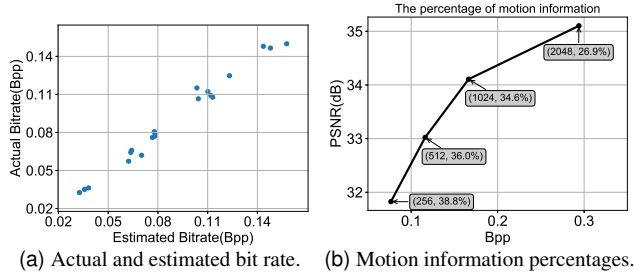 The percentage of motion information
Actual Bitrate(Bpp)
0.14
0.11
0.08
0.05
0.02
0.02 0.05 0.08 0.11 0.14
Estimated Bitrate(Bpp)
PSNR(dB)
35
34
33
32
(2048, 26.9%)
(1024, 34.6%)
(512, 36.0%)
(256, 38.8%)
0.1 0.2 0.3
Bpp
(a) Actual and estimated bit rate.
(b) Motion information percentages.